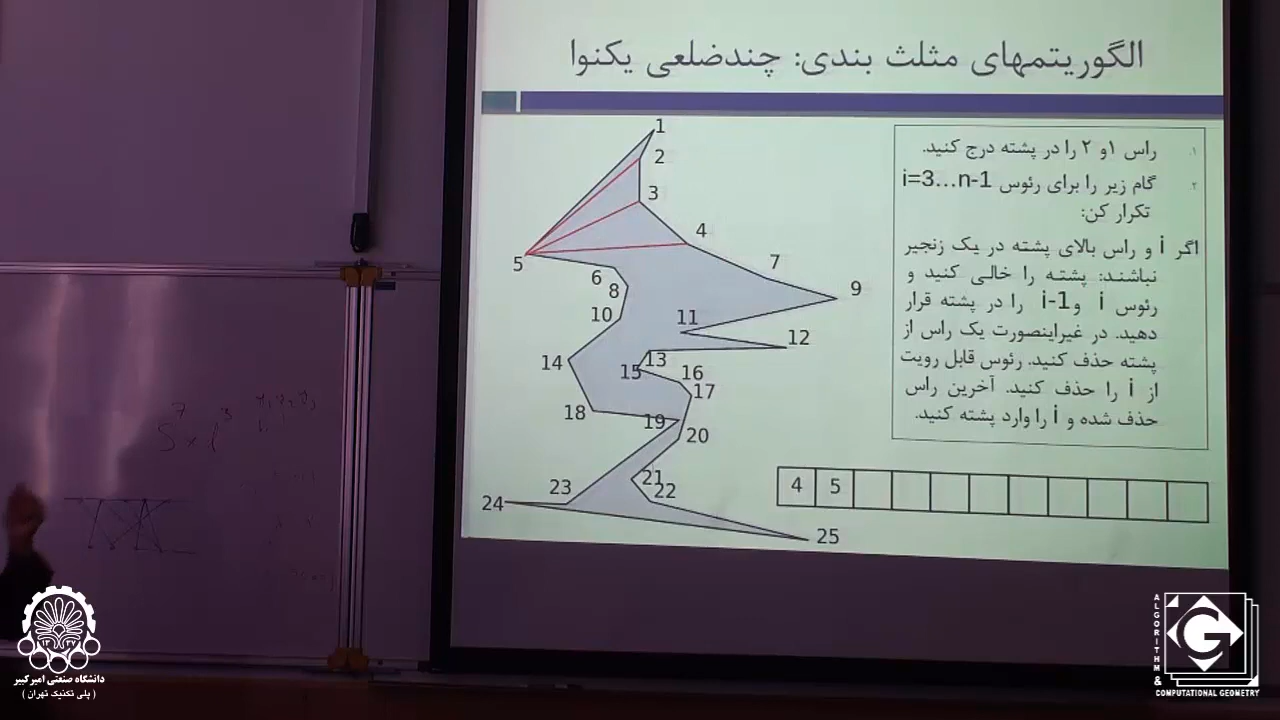 الگوریتمهای مثلث بندی: چندضلعی یکنوا
۱. راس ۱و ۲ را در پشته درج کنید.
۲. گام زیر را برای رئوس i=3...n-1
تکرار کن:
اگر i و راس بالای پشته در یک زنجیر
نباشند: پشته را خالی کنید و
رئوس i و i-1 را در پشته قرار
دهید. در غیراینصورت یک راس از
پشته حذف کنید. رئوس قابل رویت
از i را حذف کنید. آخرین راس
حذف شده و i را وارد پشته کنید.
1
2
3
4
5
6
7
8
9
10
11
12
13
14
15
16
17
18
19
20
21
22
23
24
25
4 5
دانشگاه صنعتی امیرکبیر
( پلی تکنیک تهران )
ALGORITHM &
G
COMPUTATIONAL GEOMETRY